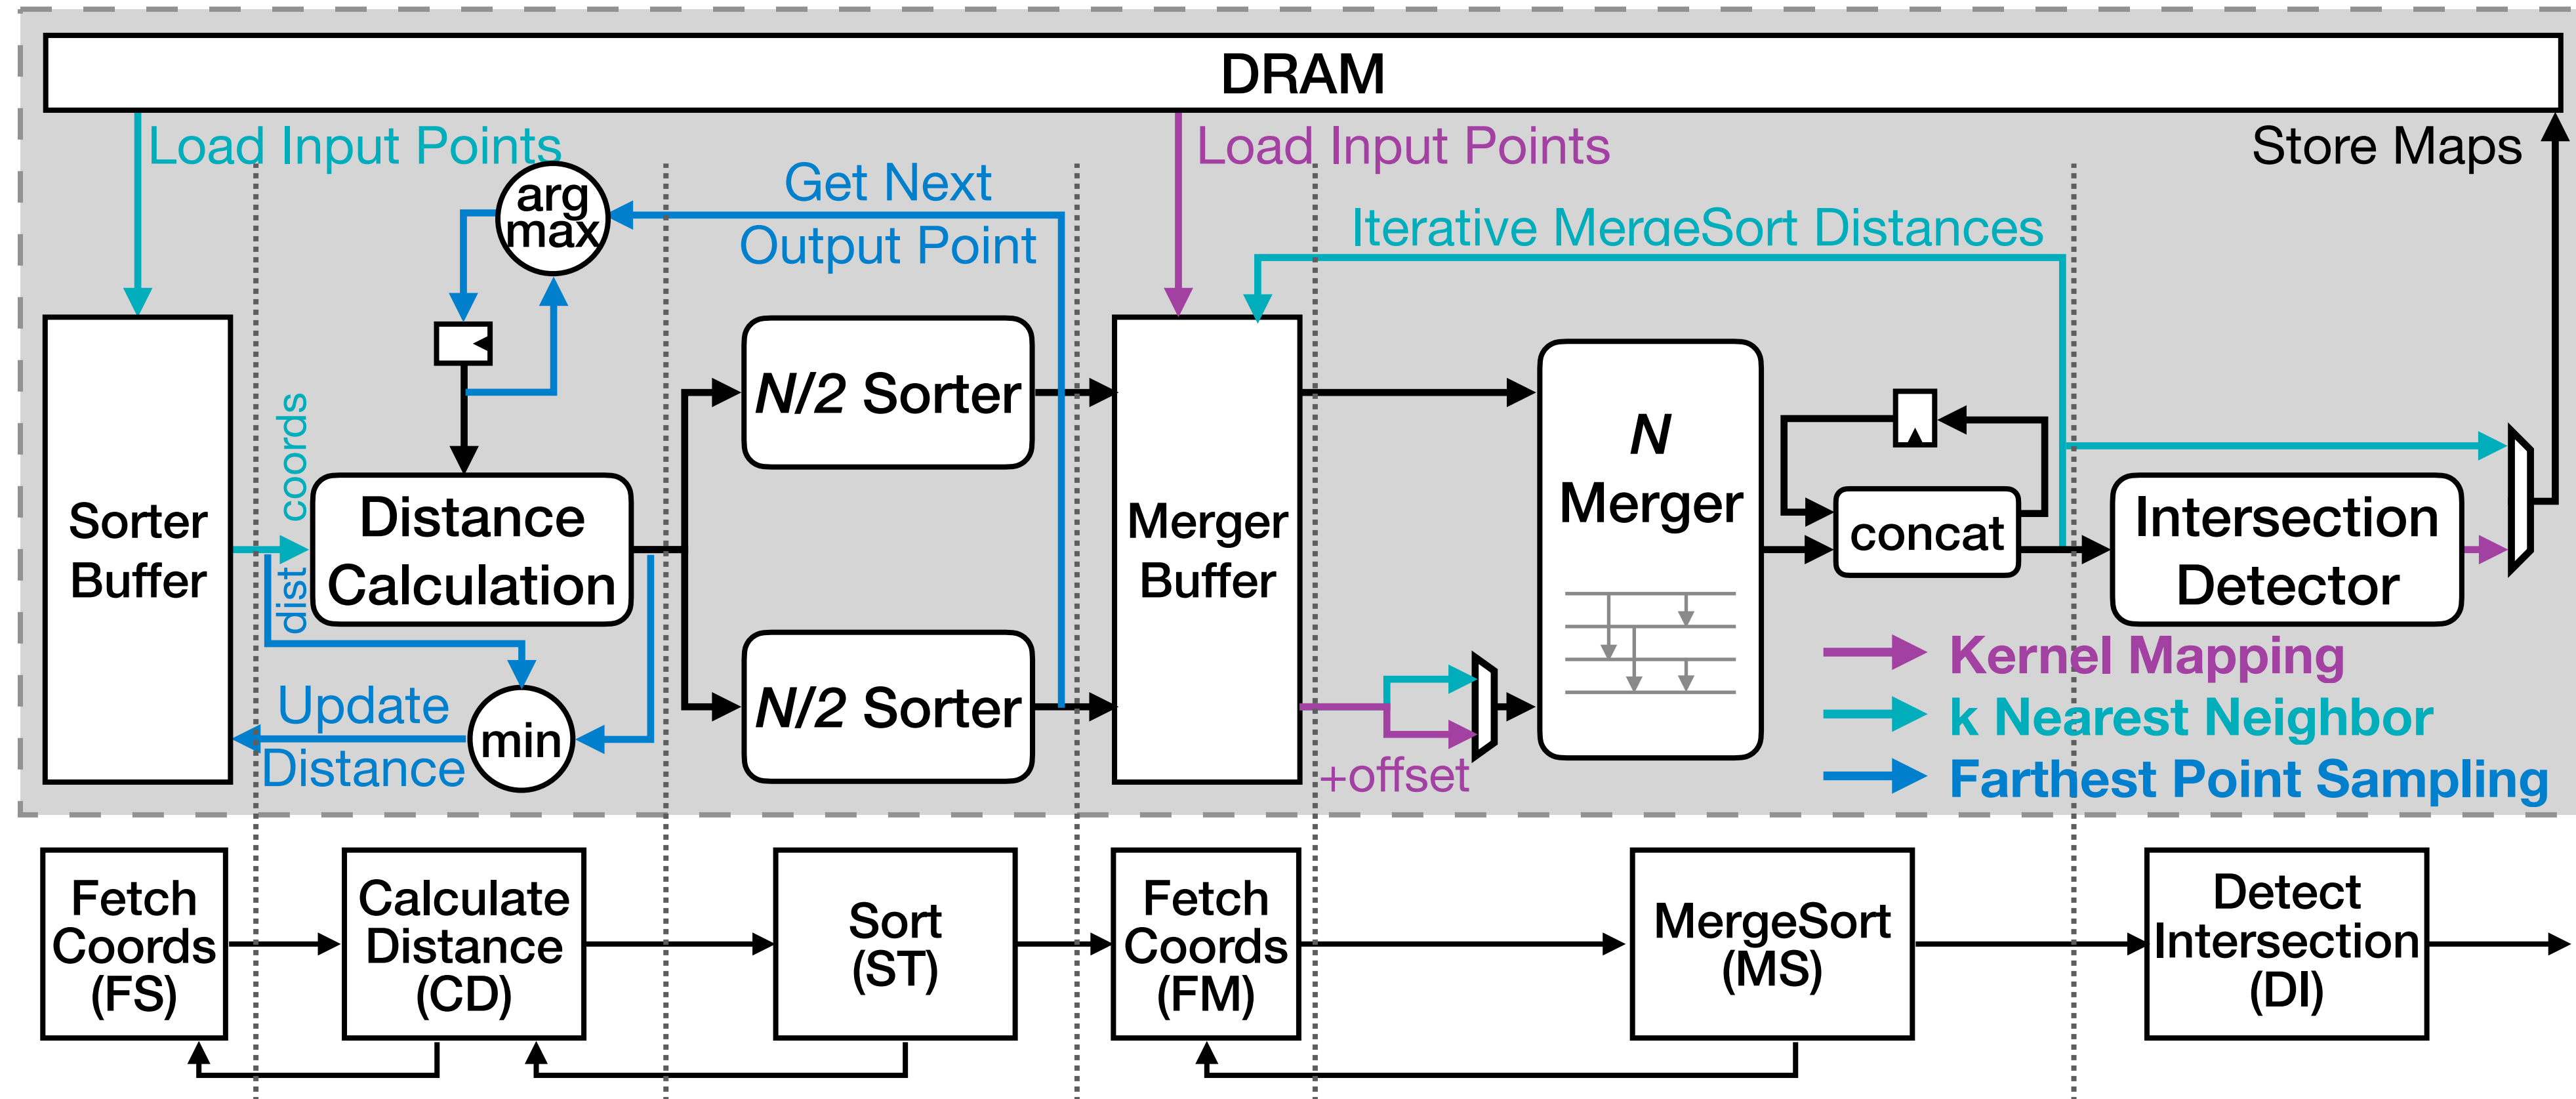 DRAM
Load Input Points
Load Input Points
Store Maps
arg
max
Get Next
Output Point
Iterative MergeSort Distances
Sorter
Buffer
coords
dist
Distance
Calculation
N/2 Sorter
N/2 Sorter
Update
Distance
min
Merger
Buffer
+offset
N
Merger
concat
Intersection
Detector
Kernel Mapping
k Nearest Neighbor
Farthest Point Sampling
Fetch
Coords
(FS)
Calculate
Distance
(CD)
Sort
(ST)
Fetch
Coords
(FM)
MergeSort
(MS)
Detect
Intersection
(DI)